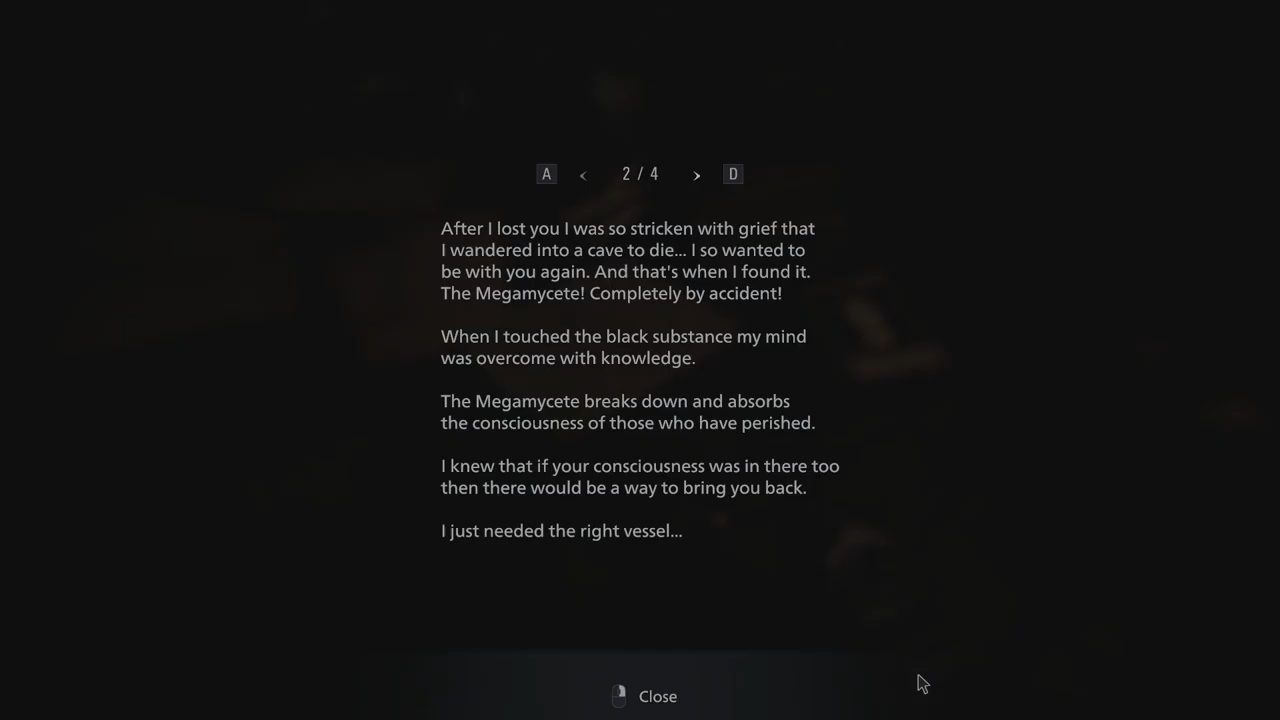 A < 2 / 4 > D
After I lost you I was so stricken with grief that
I wandered into a cave to die... I so wanted to
be with you again. And that's when I found it.
The Megamycete! Completely by accident!
When I touched the black substance my mind
was overcome with knowledge.
The Megamycete breaks down and absorbs
the consciousness of those who have perished.
I knew that if your consciousness was in there too
then there would be a way to bring you back.
I just needed the right vessel...
Close